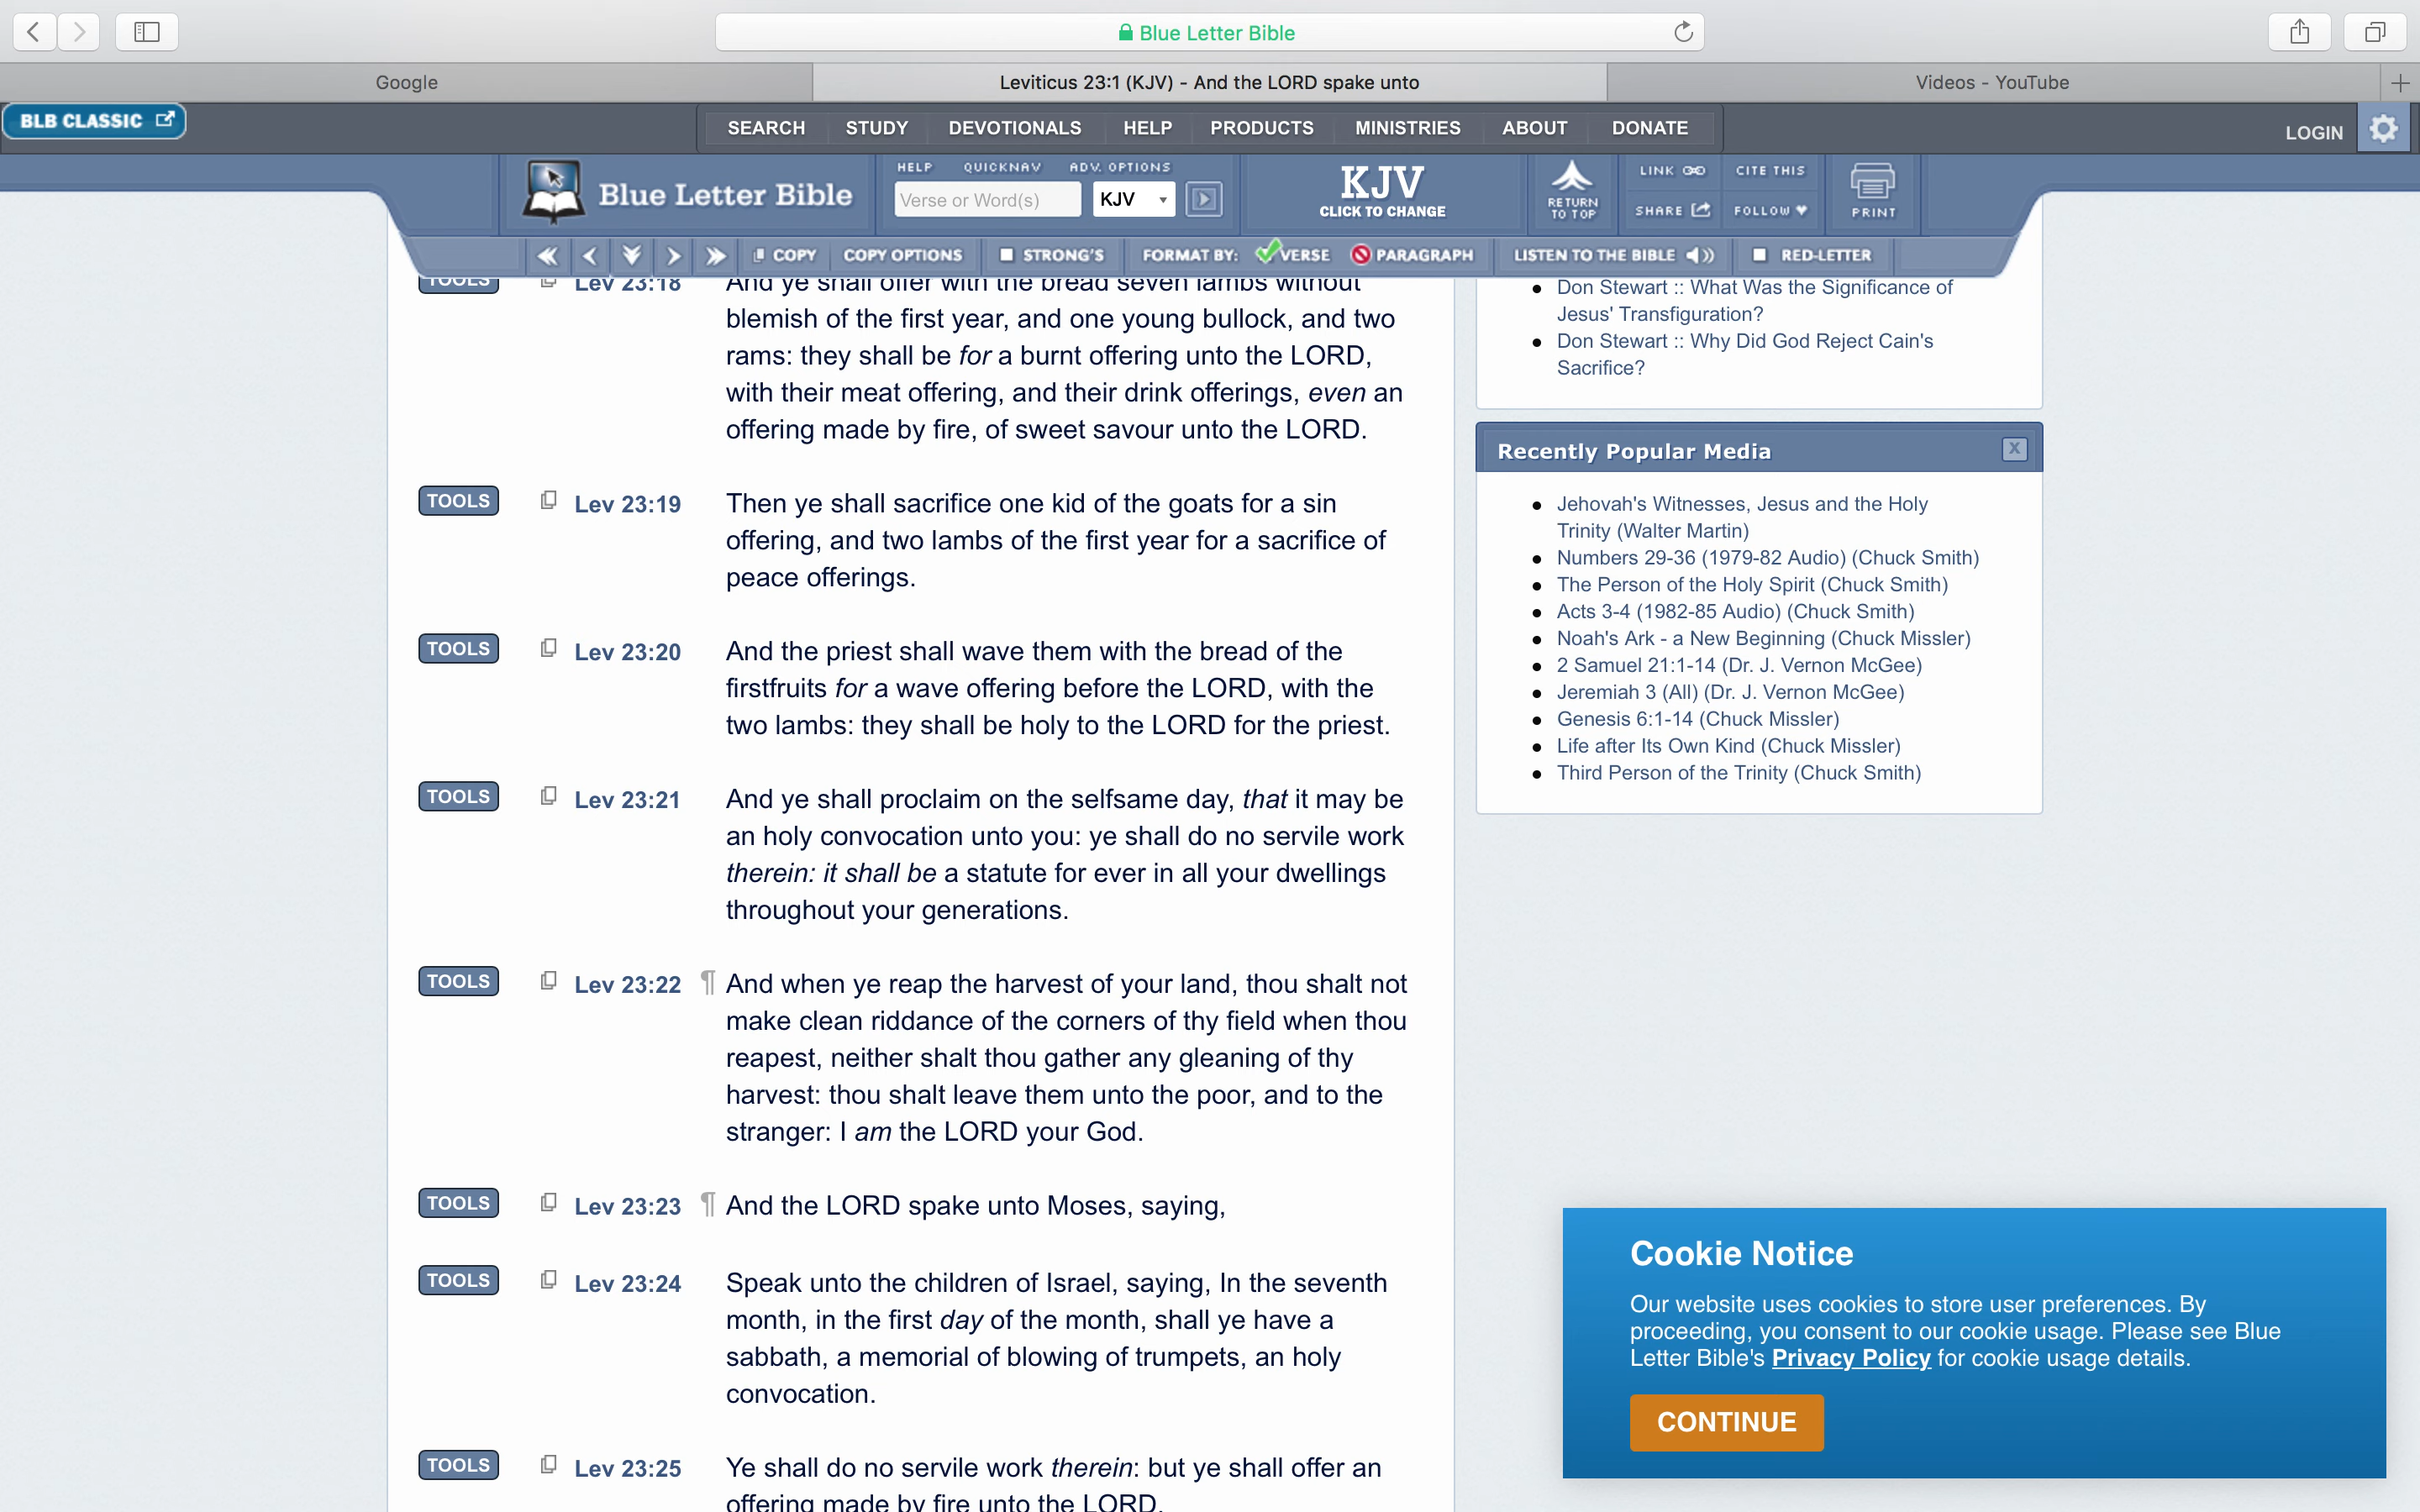 Blue Letter Bible
Google
Leviticus 23:1 (KJV) - And the LORD spake unto
Videos - YouTube
BLB CLASSIC
SEARCH STUDY DEVOTIONALS HELP PRODUCTS MINISTRIES ABOUT DONATE
LOGIN
Blue Letter Bible
HELP QUICKNAV ADV. OPTIONS
Verse or Word(s) KJV
KJV
CLICK TO CHANGE
RETURN
TO TOP
LINK CITE THIS
SHARE FOLLOW
PRINT
COPY COPY OPTIONS STRONG'S FORMAT BY: VERSE PARAGRAPH LISTEN TO THE BIBLE RED-LETTER
TOOLS Lev 23:18 And ye shall offer with the bread seven lambs without
blemish of the first year, and one young bullock, and two
rams: they shall be for a burnt offering unto the LORD,
with their meat offering, and their drink offerings, even an
offering made by fire, of sweet savour unto the LORD.
TOOLS Lev 23:19 Then ye shall sacrifice one kid of the goats for a sin
offering, and two lambs of the first year for a sacrifice of
peace offerings.
TOOLS Lev 23:20 And the priest shall wave them with the bread of the
firstfruits for a wave offering before the LORD, with the
two lambs: they shall be holy to the LORD for the priest.
TOOLS Lev 23:21 And ye shall proclaim on the selfsame day, that it may be
an holy convocation unto you: ye shall do no servile work
therein: it shall be a statute for ever in all your dwellings
throughout your generations.
TOOLS Lev 23:22 ¶ And when ye reap the harvest of your land, thou shalt not
make clean riddance of the corners of thy field when thou
reapest, neither shalt thou gather any gleaning of thy
harvest: thou shalt leave them unto the poor, and to the
stranger: I am the LORD your God.
TOOLS Lev 23:23 ¶ And the LORD spake unto Moses, saying,
TOOLS Lev 23:24 Speak unto the children of Israel, saying, In the seventh
month, in the first day of the month, shall ye have a
sabbath, a memorial of blowing of trumpets, an holy
convocation.
TOOLS Lev 23:25 Ye shall do no servile work therein: but ye shall offer an
offering made by fire unto the LORD.
Don Stewart :: What Was the Significance of
Jesus' Transfiguration?
Don Stewart :: Why Did God Reject Cain's
Sacrifice?
Recently Popular Media X
Jehovah's Witnesses, Jesus and the Holy
Trinity (Walter Martin)
Numbers 29-36 (1979-82 Audio) (Chuck Smith)
The Person of the Holy Spirit (Chuck Smith)
Acts 3-4 (1982-85 Audio) (Chuck Smith)
Noah's Ark - a New Beginning (Chuck Missler)
2 Samuel 21:1-14 (Dr. J. Vernon McGee)
Jeremiah 3 (All) (Dr. J. Vernon McGee)
Genesis 6:1-14 (Chuck Missler)
Life after Its Own Kind (Chuck Missler)
Third Person of the Trinity (Chuck Smith)
Cookie Notice
Our website uses cookies to store user preferences. By
proceeding, you consent to our cookie usage. Please see Blue
Letter Bible's Privacy Policy for cookie usage details.
CONTINUE